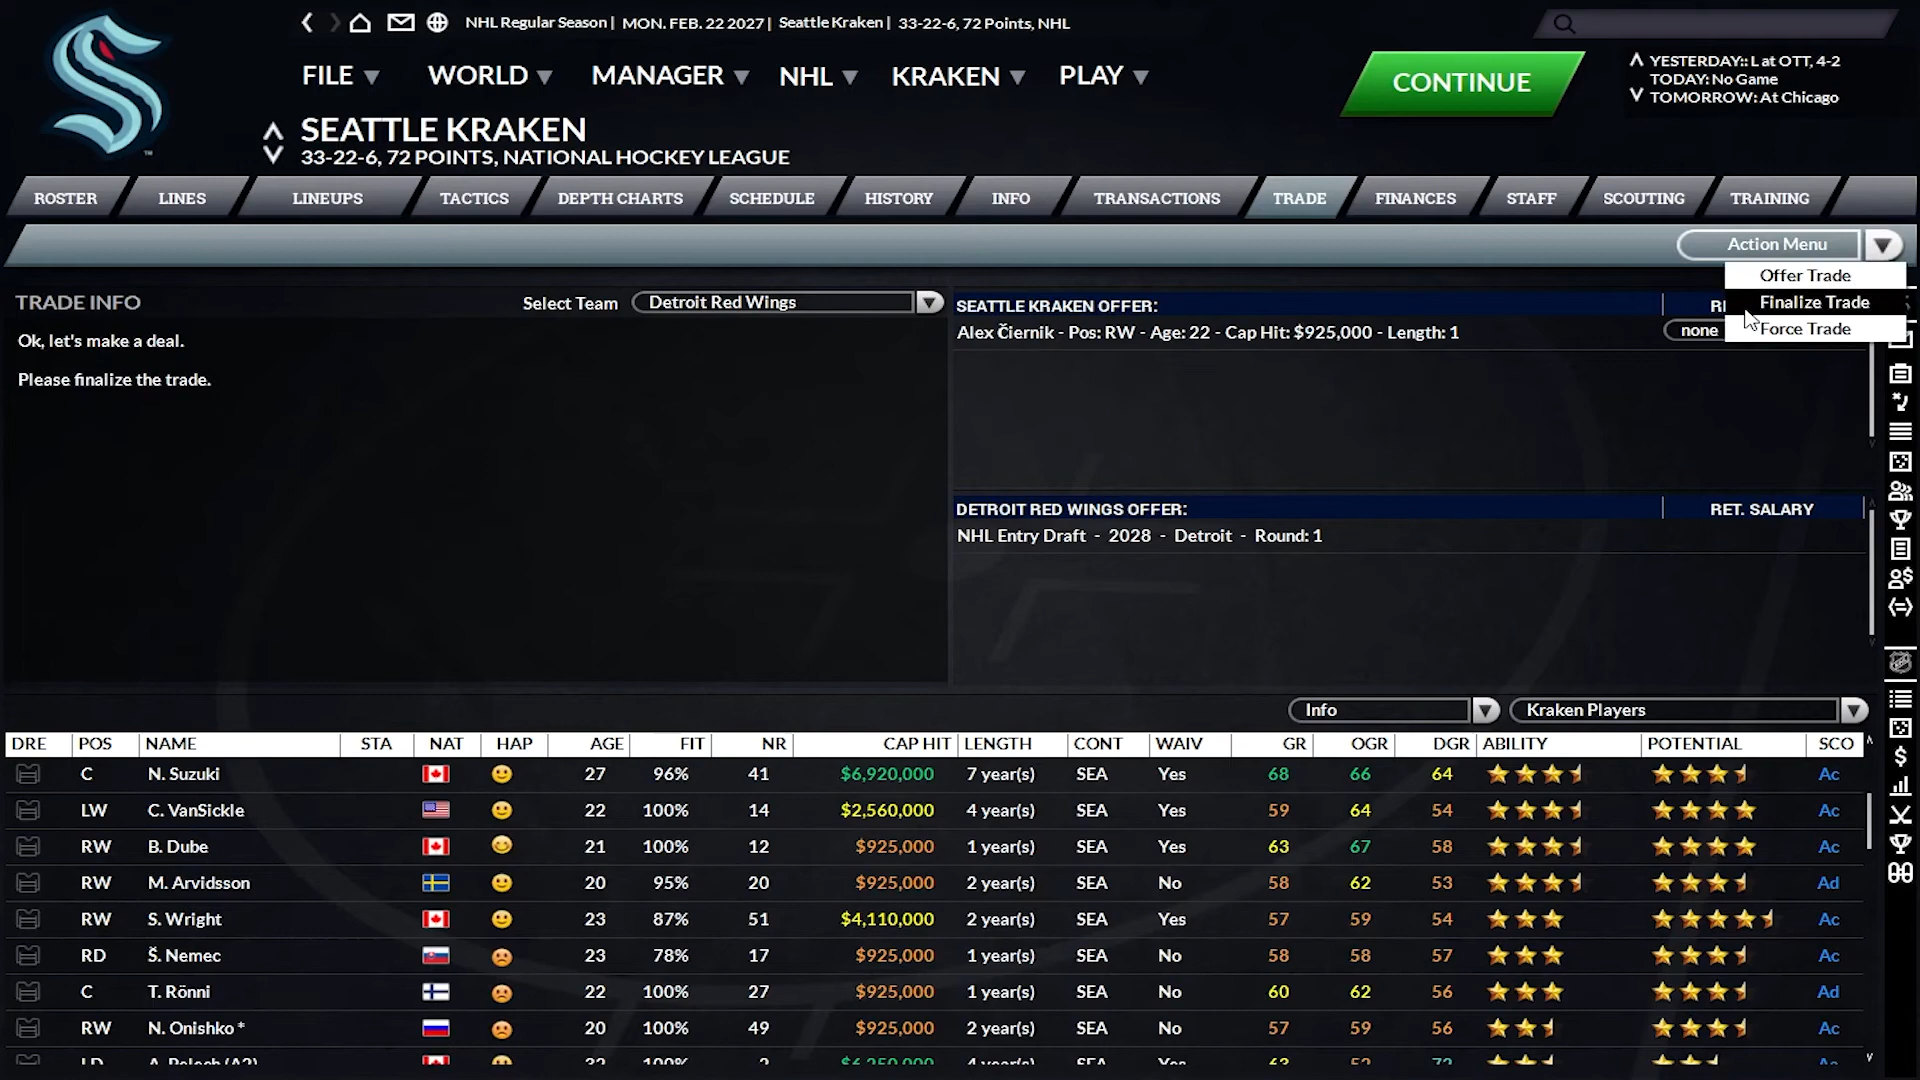 NHL Regular Season | MON. FEB. 22 2027 | Seattle Kraken | 33-22-6, 72 Points, NHL
FILE WORLD MANAGER NHL KRAKEN PLAY
CONTINUE
YESTERDAY:: L at OTT, 4-2
TODAY: No Game
TOMORROW: At Chicago
SEATTLE KRAKEN
33-22-6, 72 POINTS, NATIONAL HOCKEY LEAGUE
ROSTER LINES LINEUPS TACTICS DEPTH CHARTS SCHEDULE HISTORY INFO TRANSACTIONS TRADE FINANCES STAFF SCOUTING TRAINING
Action Menu
Offer Trade
Finalize Trade
Force Trade
TRADE INFO
Select Team Detroit Red Wings
Ok, let's make a deal.
Please finalize the trade.
SEATTLE KRAKEN OFFER:
Alex Čiernik - Pos: RW - Age: 22 - Cap Hit: $925,000 - Length: 1 none
DETROIT RED WINGS OFFER: RET. SALARY
NHL Entry Draft - 2028 - Detroit - Round: 1
Info Kraken Players
DRE POS NAME STA NAT HAP AGE FIT NR CAP HIT LENGTH CONT WAIV GR OGR DGR ABILITY POTENTIAL SCO
C N. Suzuki 27 96% 41 $6,920,000 7 year(s) SEA Yes 68 66 64 Ac
LW C. VanSickle 22 100% 14 $2,560,000 4 year(s) SEA Yes 59 64 54 Ac
RW B. Dube 21 100% 12 $925,000 1 year(s) SEA Yes 63 67 58 Ac
RW M. Arvidsson 20 95% 20 $925,000 2 year(s) SEA No 58 62 53 Ad
RW S. Wright 23 87% 51 $4,110,000 2 year(s) SEA Yes 57 59 54 Ac
RD Š. Nemec 23 78% 17 $925,000 1 year(s) SEA No 58 58 57 Ac
C T. Rönni 22 100% 27 $925,000 1 year(s) SEA No 60 62 56 Ad
RW N. Onishko * 20 100% 49 $925,000 2 year(s) SEA No 57 59 56 Ac